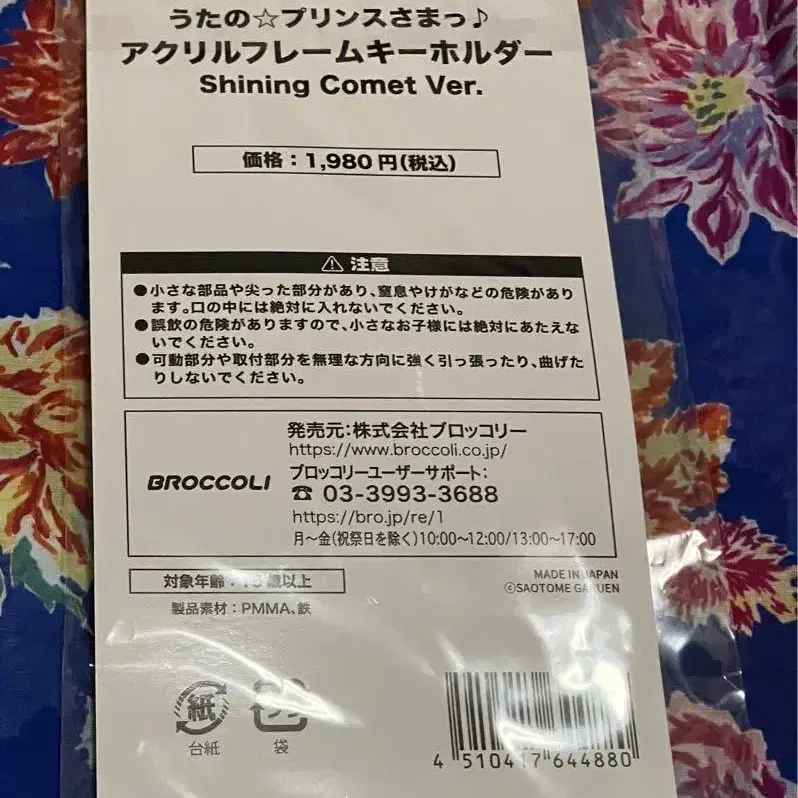 うたの☆プリンスさまっ♪
アクリルフレームキーホルダー
Shining Comet Ver.
価格：1,980円(税込)
⚠ 注意
●小さな部品や尖った部分があり、窒息やけがなどの危険があり
ます。口の中には絶対に入れないでください。
●誤飲の危険がありますので、小さなお子様には絶対にあたえな
いでください。
●可動部分や取付部分を無理な方向に強く引っ張ったり、曲げた
りしないでください。
BROCCOLI
発売元:株式会社ブロッコリー
https://www.broccoli.co.jp/
ブロッコリーユーザーサポート:
☎ 03-3993-3688
https://bro.jp/re/1
月〜金(祝祭日を除く)10:00〜12:00/13:00〜17:00
対象年齢：15歳以上
製品素材：PMMA、鉄
MADE IN JAPAN
©SAOTOME GAKUEN
紙
台紙
プラ
袋
4 510417 644880